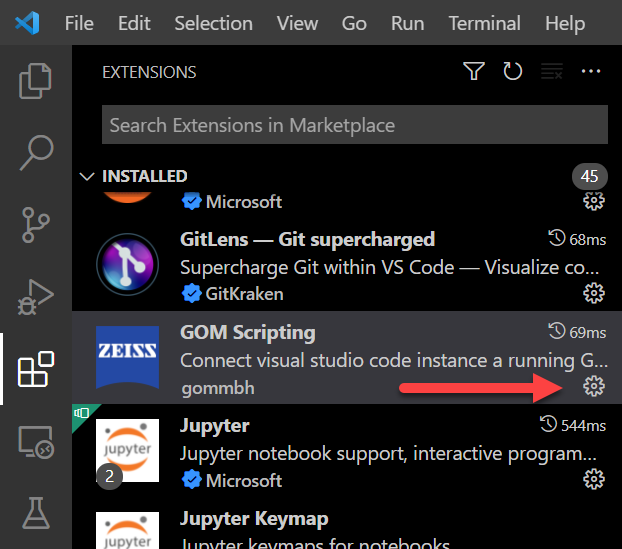 File Edit Selection View Go Run Terminal Help
EXTENSIONS
Search Extensions in Marketplace
INSTALLED 45
Microsoft
GitLens — Git supercharged 68ms
Supercharge Git within VS Code — Visualize co...
GitKraken
ZEISS
GOM Scripting 69ms
Connect visual studio code instance a running G...
gommbh
jupyter
2
Jupyter 544ms
Jupyter notebook support, interactive program...
Microsoft
jupyter
Jupyter Keymap
Jupyter keymaps for notebooks